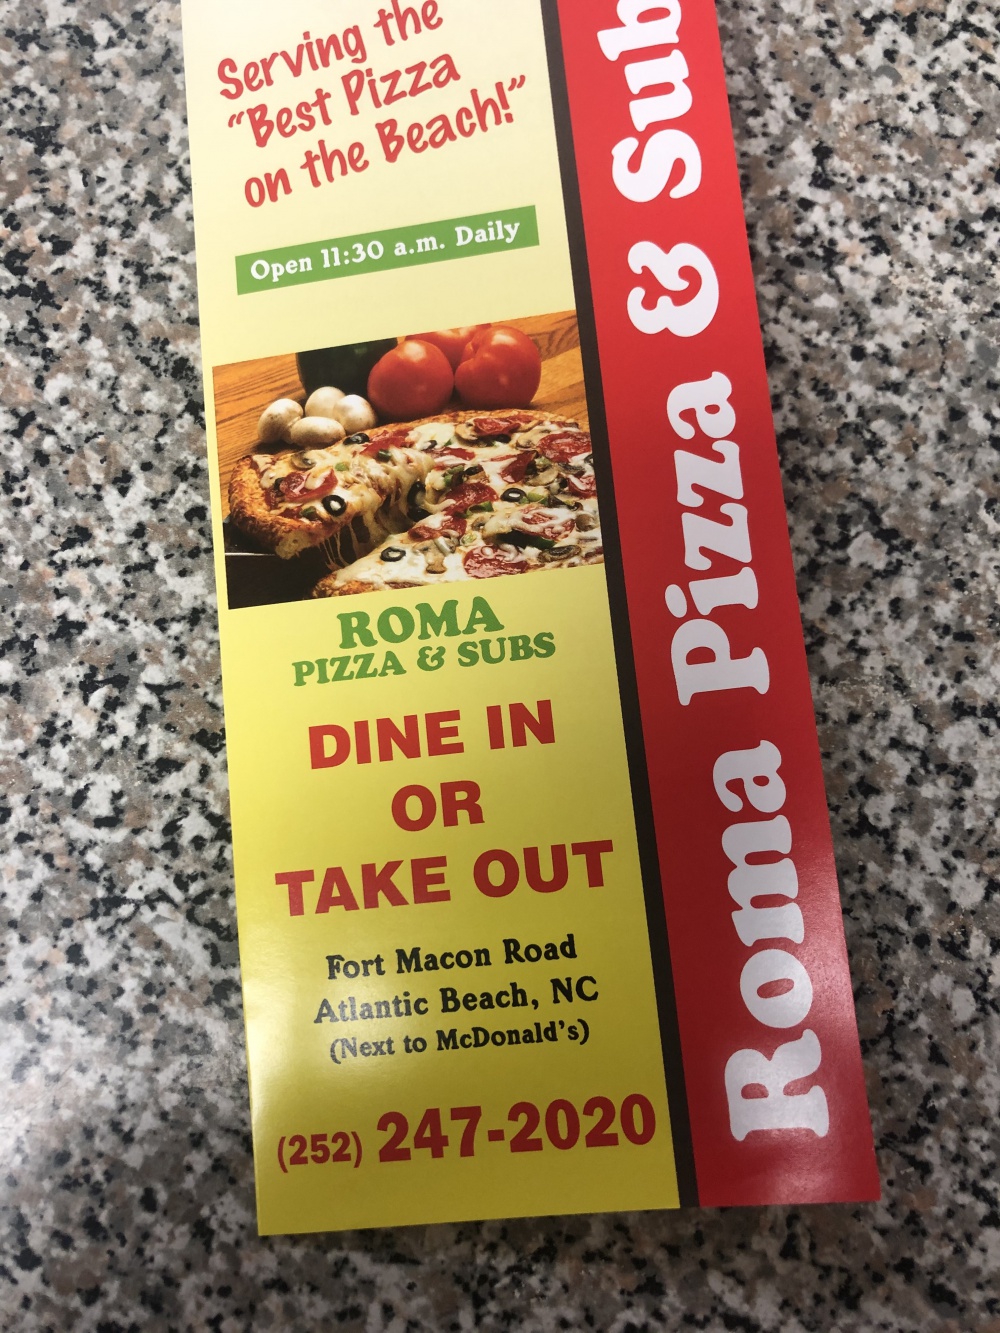 Serving the
"Best Pizza
on the Beach!"
Open 11:30 a.m. Daily
ROMA
PIZZA & SUBS
DINE IN
OR
TAKE OUT
Fort Macon Road
Atlantic Beach, NC
(Next to McDonald's)
(252) 247-2020
Roma Pizza & Sub